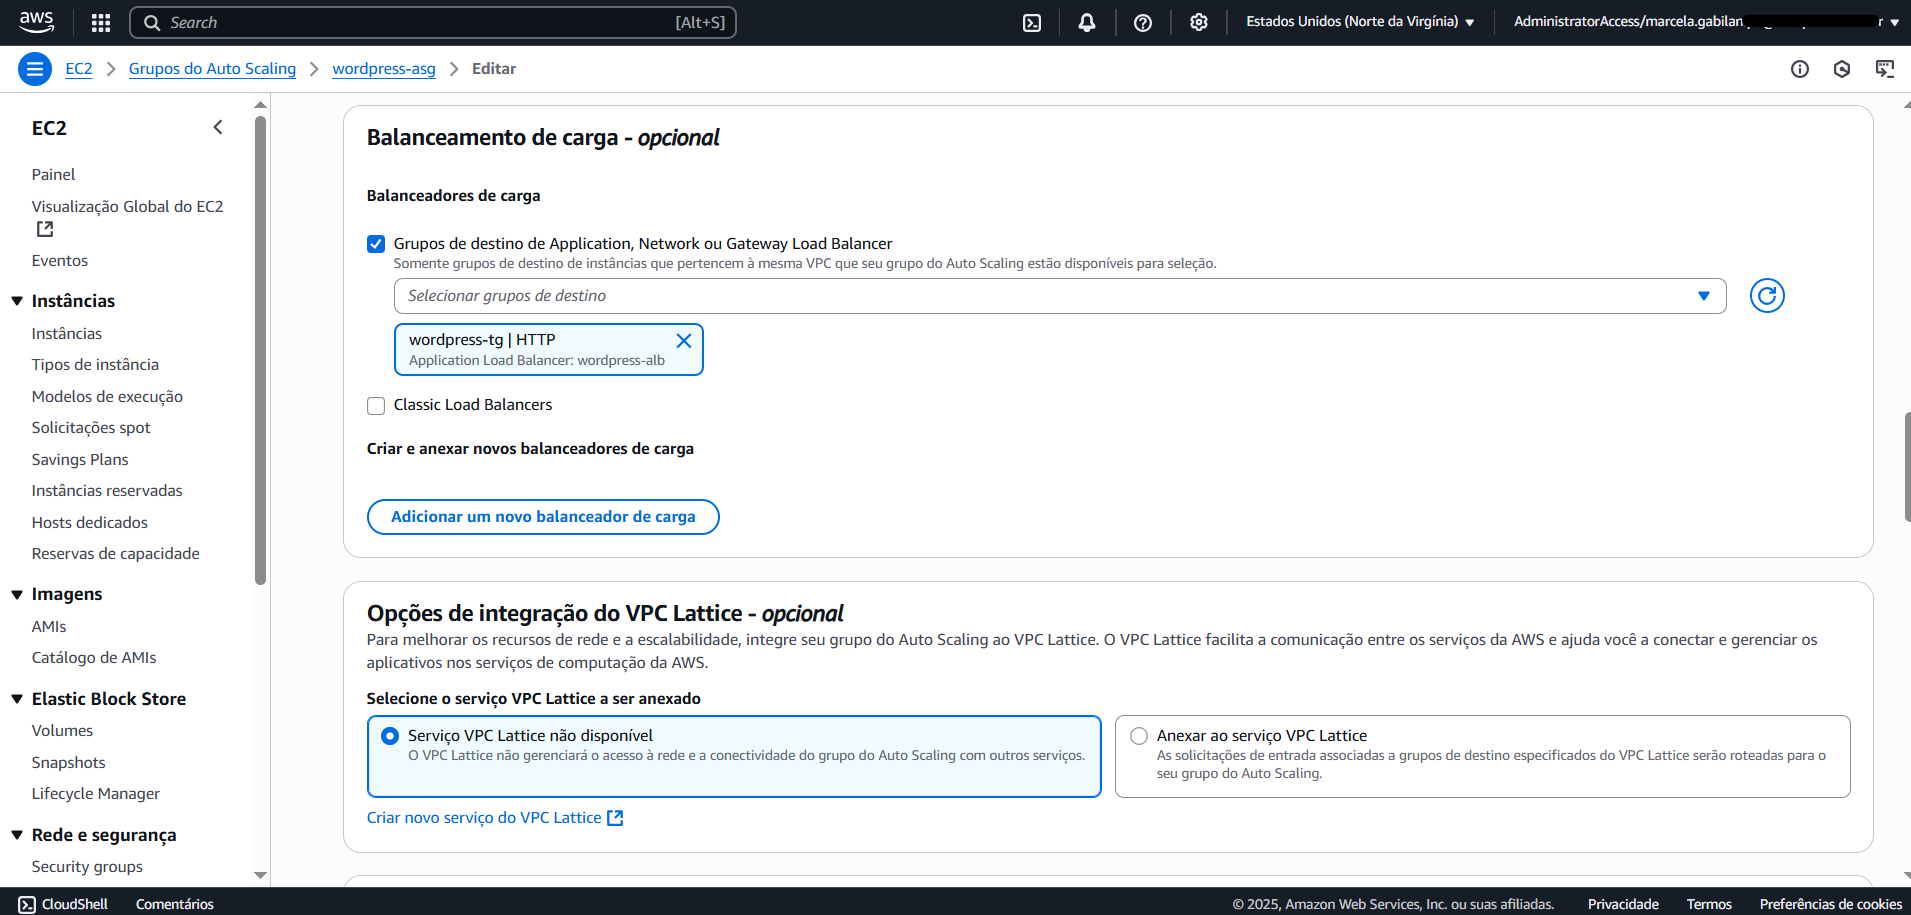 aws
Search
[Alt+S]
Estados Unidos (Norte da Virgínia)
AdministratorAccess/marcela.gabilan
EC2 > Grupos do Auto Scaling > wordpress-asg > Editar
EC2
Painel
Visualização Global do EC2
Eventos
Instâncias
Instâncias
Tipos de instância
Modelos de execução
Solicitações spot
Savings Plans
Instâncias reservadas
Hosts dedicados
Reservas de capacidade
Imagens
AMIs
Catálogo de AMIs
Elastic Block Store
Volumes
Snapshots
Lifecycle Manager
Rede e segurança
Security groups
Balanceamento de carga - opcional
Balanceadores de carga
Grupos de destino de Application, Network ou Gateway Load Balancer
Somente grupos de destino de instâncias que pertencem à mesma VPC que seu grupo do Auto Scaling estão disponíveis para seleção.
Selecionar grupos de destino
wordpress-tg | HTTP
Application Load Balancer: wordpress-alb
Classic Load Balancers
Criar e anexar novos balanceadores de carga
Adicionar um novo balanceador de carga
Opções de integração do VPC Lattice - opcional
Para melhorar os recursos de rede e a escalabilidade, integre seu grupo do Auto Scaling ao VPC Lattice. O VPC Lattice facilita a comunicação entre os serviços da AWS e ajuda você a conectar e gerenciar os
aplicativos nos serviços de computação da AWS.
Selecione o serviço VPC Lattice a ser anexado
Serviço VPC Lattice não disponível
O VPC Lattice não gerenciará o acesso à rede e a conectividade do grupo do Auto Scaling com outros serviços.
Anexar ao serviço VPC Lattice
As solicitações de entrada associadas a grupos de destino especificados do VPC Lattice serão roteadas para o
seu grupo do Auto Scaling.
Criar novo serviço do VPC Lattice
CloudShell
Comentários
© 2025, Amazon Web Services, Inc. ou suas afiliadas.
Privacidade
Termos
Preferências de cookies